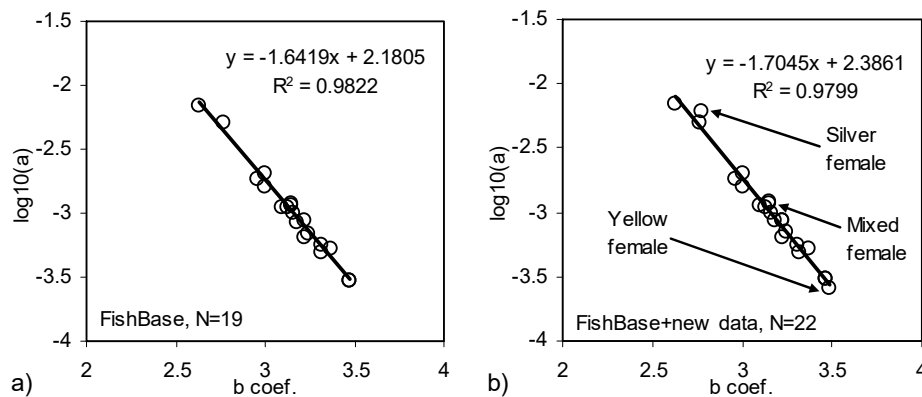 -1.5
y = -1.6419x + 2.1805
R² = 0.9822
-2
-2.5
log10(a)
-3
-3.5
FishBase, N=19
-4
2
2.5
3
3.5
4
a)
b coef.
-1.5
y = -1.7045x + 2.3861
R² = 0.9799
-2
Silver
female
-2.5
log10(a)
-3
Yellow
female
Mixed
female
-3.5
FishBase+new data, N=22
-4
2
2.5
3
3.5
4
b)
b coef.